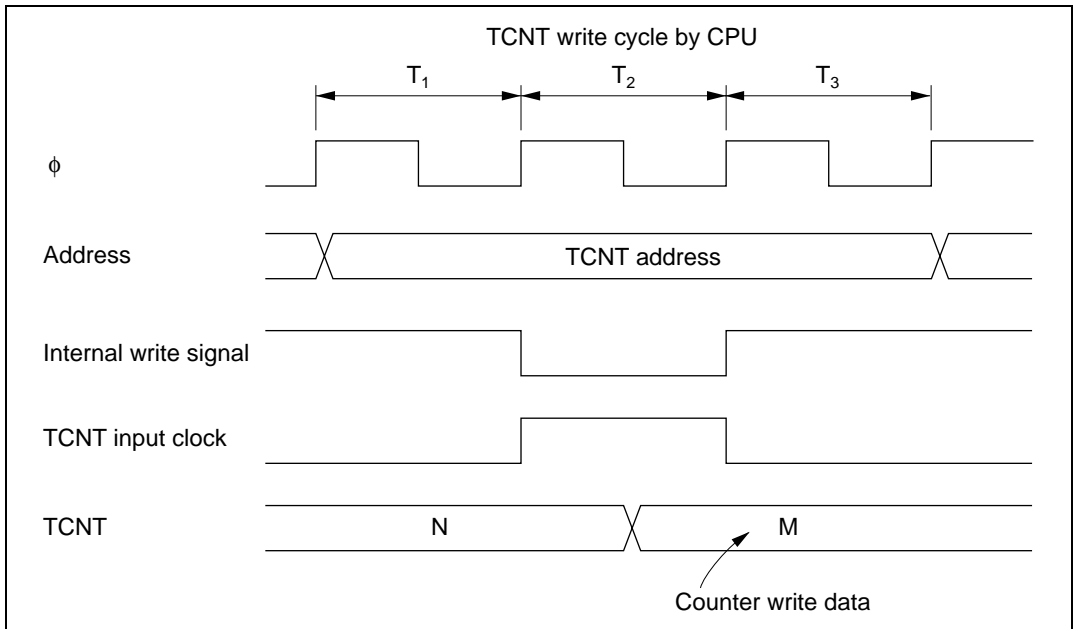 TCNT write cycle by CPU
T1 T2 T3
ϕ
Address
TCNT address
Internal write signal
TCNT input clock
TCNT
N
M
Counter write data